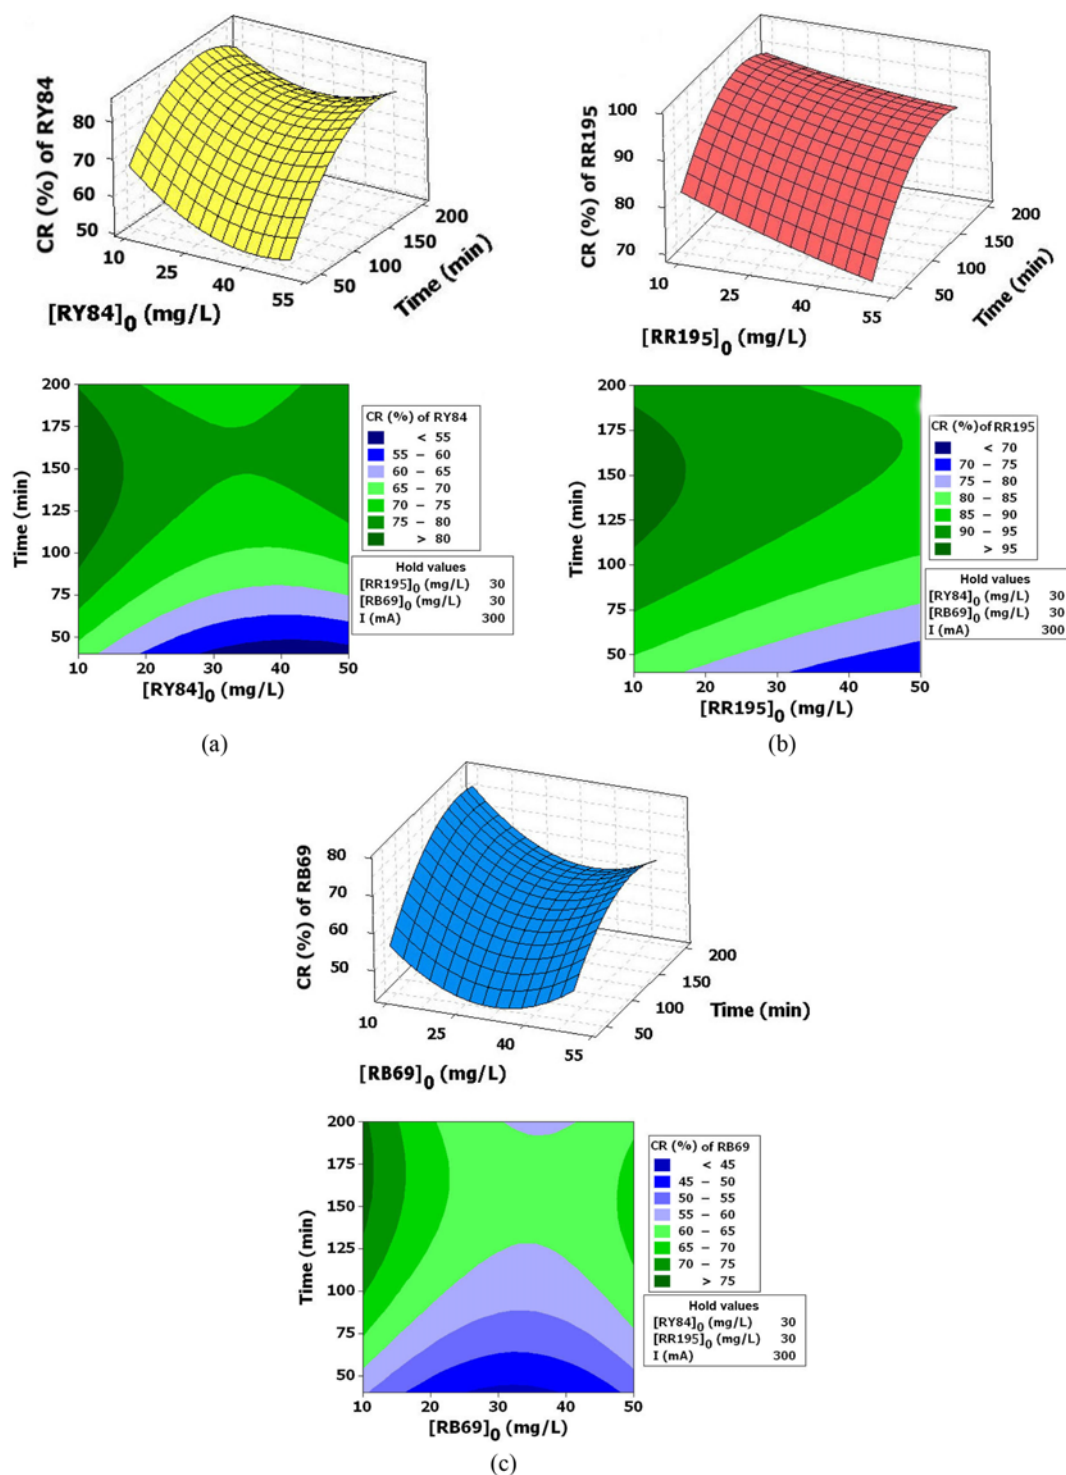 CR (%) of RY84
80
70
60
50
10
25
40
55
50
100
150
200
[RY84]0 (mg/L)
Time (min)
CR (%) of RR195
100
90
80
70
10
25
40
55
50
100
150
200
[RR195]0 (mg/L)
Time (min)
Time (min)
200
175
150
125
100
75
50
10 20 30 40 50
[RY84]0 (mg/L)
CR (%) of RY84
< 55
55 – 60
60 – 65
65 – 70
70 – 75
75 – 80
> 80
Hold values
[RR195]0 (mg/L) 30
[RB69]0 (mg/L) 30
I (mA) 300
(a)
Time (min)
200
175
150
125
100
75
50
10 20 30 40 50
[RR195]0 (mg/L)
CR (%) of RR195
< 70
70 – 75
75 – 80
80 – 85
85 – 90
90 – 95
> 95
Hold values
[RY84]0 (mg/L) 30
[RB69]0 (mg/L) 30
I (mA) 300
(b)
CR (%) of RB69
80
70
60
50
10
25
40
55
50
100
150
200
[RB69]0 (mg/L)
Time (min)
Time (min)
200
175
150
125
100
75
50
10 20 30 40 50
[RB69]0 (mg/L)
CR (%) of RB69
< 45
45 – 50
50 – 55
55 – 60
60 – 65
65 – 70
70 – 75
> 75
Hold values
[RY84]0 (mg/L) 30
[RR195]0 (mg/L) 30
I (mA) 300
(c)